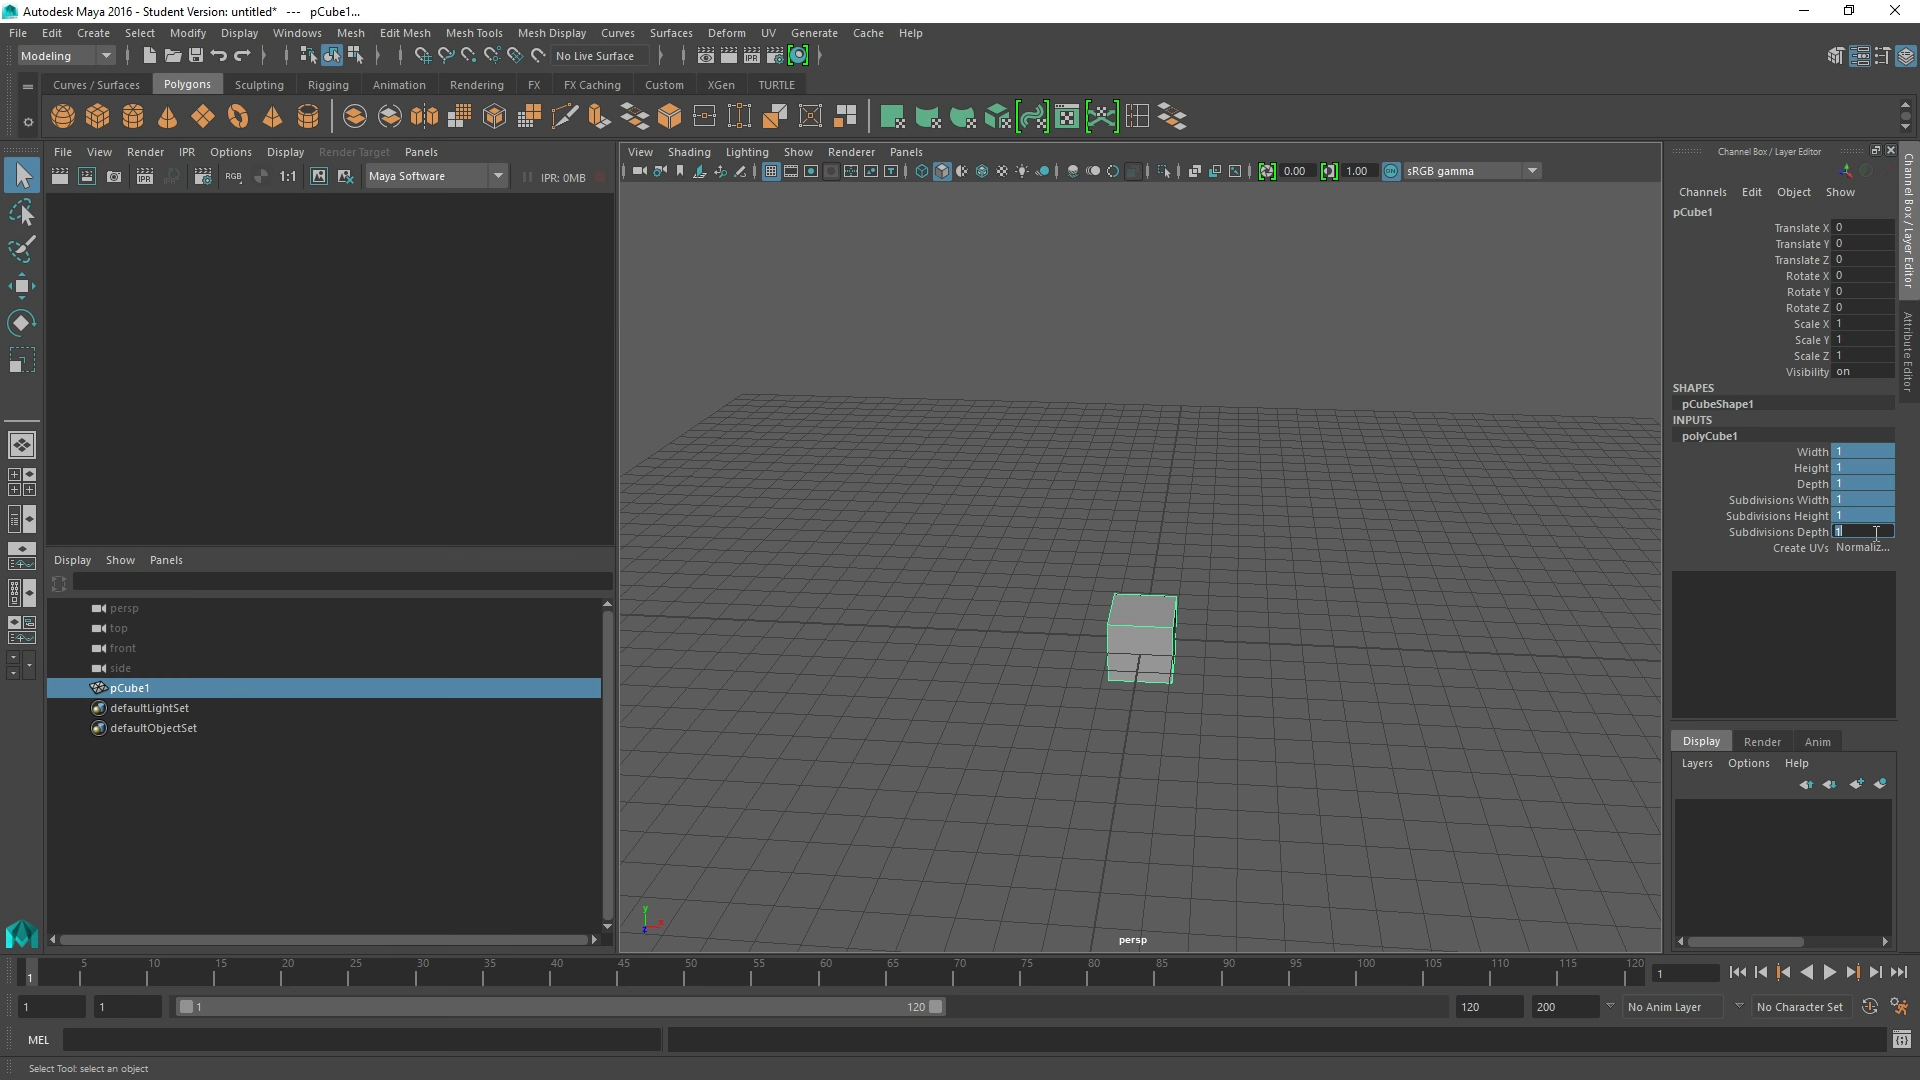 Autodesk Maya 2016 - Student Version: untitled* --- pCube1...
File Edit Create Select Modify Display Windows Mesh Edit Mesh Mesh Tools Mesh Display Curves Surfaces Deform UV Generate Cache Help
Modeling No Live Surface
Curves / Surfaces Polygons Sculpting Rigging Animation Rendering FX FX Caching Custom XGen TURTLE
File View Render IPR Options Display Render Target Panels
RGB 1:1 Maya Software IPR: 0MB
View Shading Lighting Show Renderer Panels
0.00 1.00 ON sRGB gamma
Display Show Panels
persp
top
front
side
pCube1
defaultLightSet
defaultObjectSet
y
x
z
persp
Channel Box / Layer Editor
Channels Edit Object Show
pCube1
Translate X 0
Translate Y 0
Translate Z 0
Rotate X 0
Rotate Y 0
Rotate Z 0
Scale X 1
Scale Y 1
Scale Z 1
Visibility on
SHAPES
pCubeShape1
INPUTS
polyCube1
Width 1
Height 1
Depth 1
Subdivisions Width 1
Subdivisions Height 1
Subdivisions Depth 1
Create UVs Normaliz...
Display Render Anim
Layers Options Help
Channel Box / Layer Editor
Attribute Editor
1 5 10 15 20 25 30 35 40 45 50 55 60 65 70 75 80 85 90 95 100 105 110 115 120 1
1 1 1 120 120 200 No Anim Layer No Character Set
MEL
Select Tool: select an object